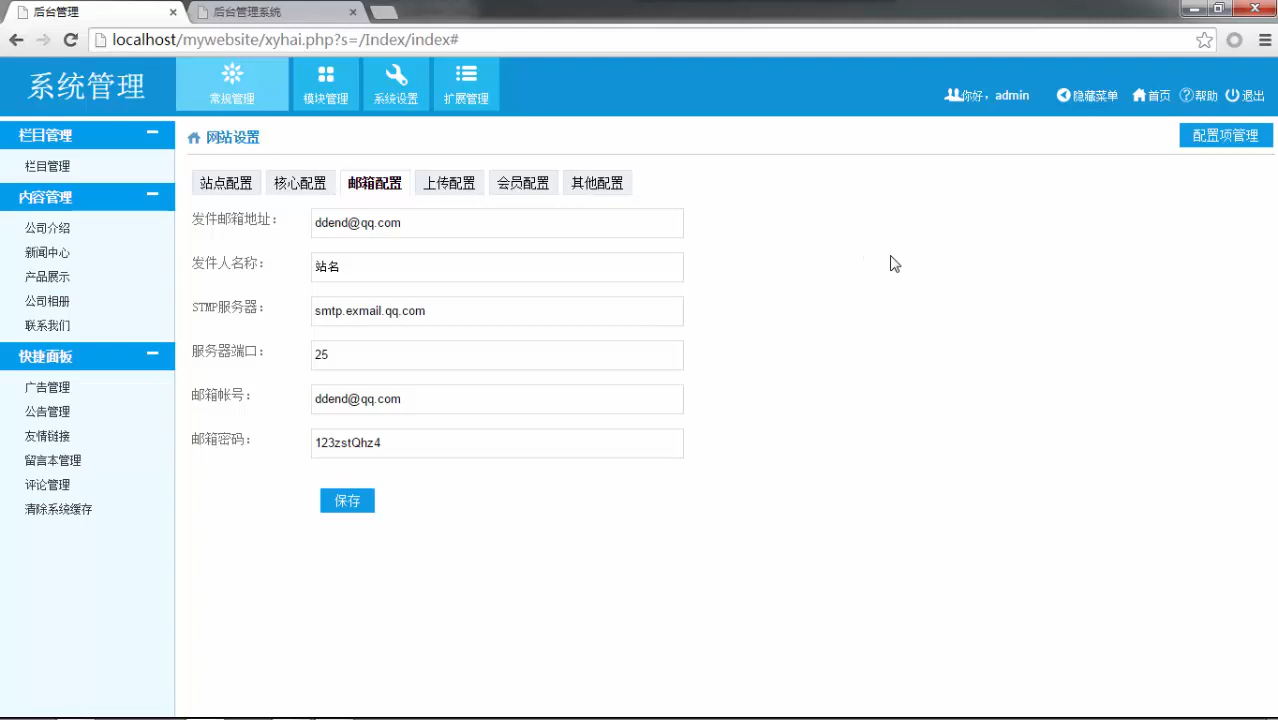 后台管理
后台管理系统
localhost/mywebsite/xyhai.php?s=/Index/index#
系统管理
常规管理
模块管理
系统设置
扩展管理
你好，admin
隐藏菜单
首页
帮助
退出
栏目管理
栏目管理
内容管理
公司介绍
新闻中心
产品展示
公司相册
联系我们
快捷面板
广告管理
公告管理
友情链接
留言本管理
评论管理
清除系统缓存
网站设置
配置项管理
站点配置 核心配置 邮箱配置 上传配置 会员配置 其他配置
发件邮箱地址： ddend@qq.com
发件人名称： 站名
STMP服务器： smtp.exmail.qq.com
服务器端口： 25
邮箱帐号： ddend@qq.com
邮箱密码： 123zstQhz4
保存